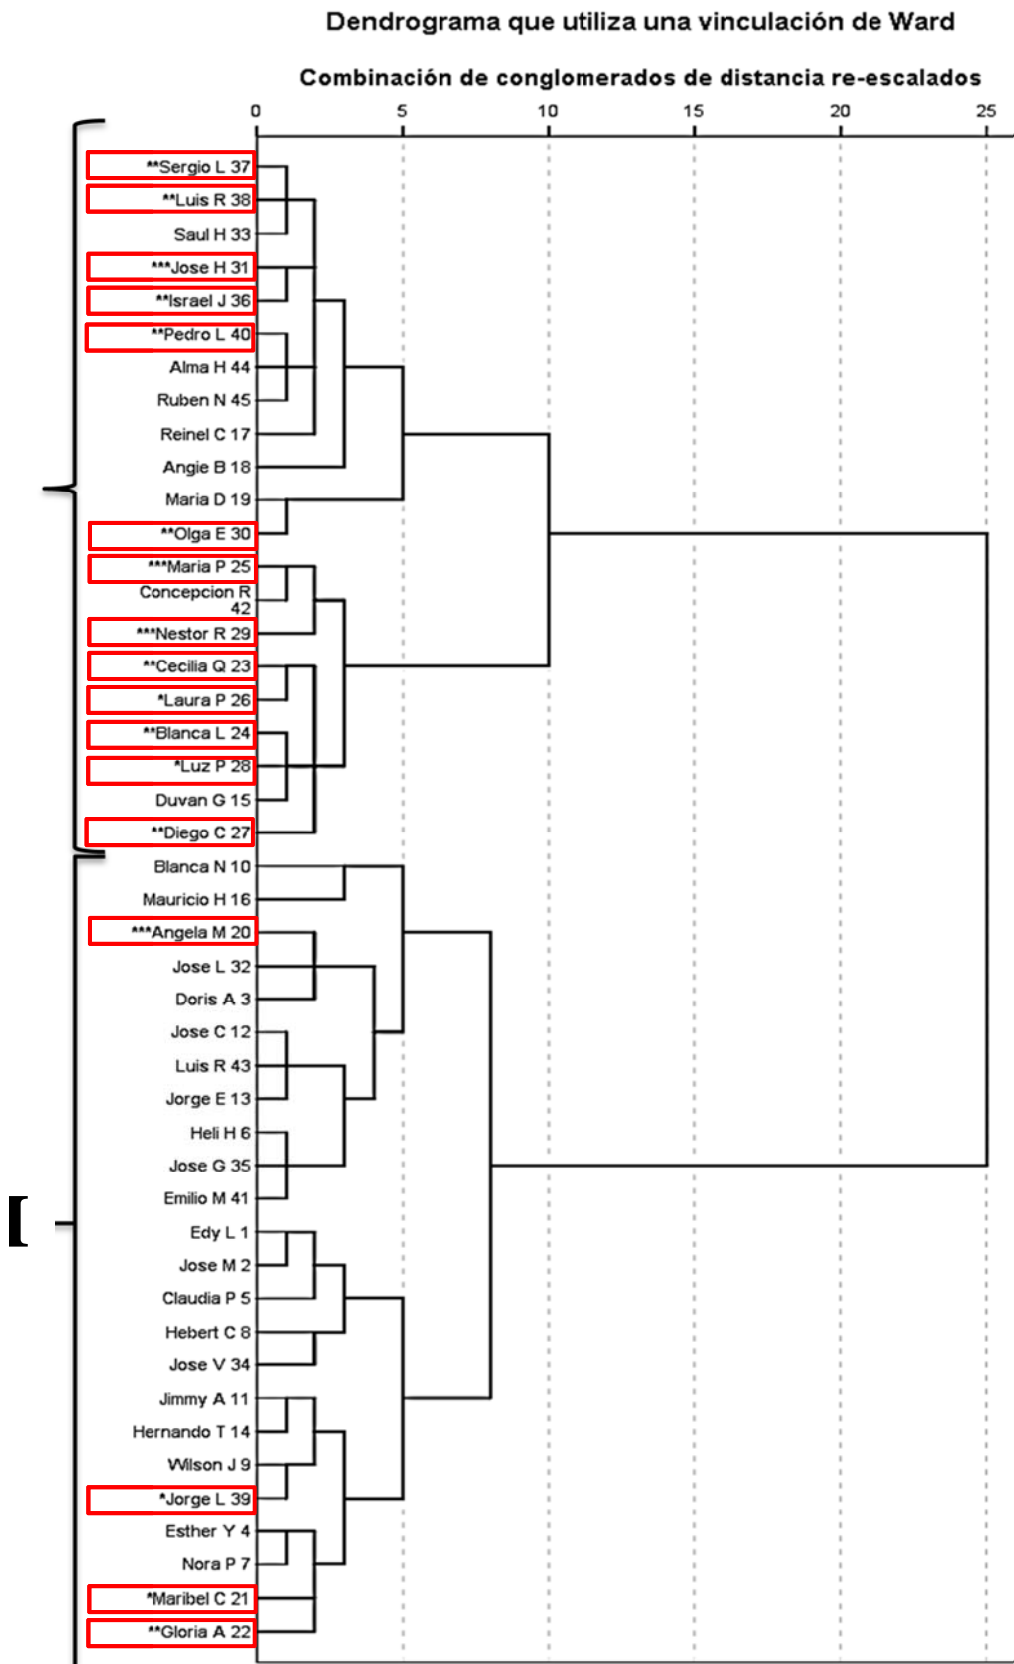 Dendrograma que utiliza una vinculación de Ward
Combinación de conglomerados de distancia re-escalados
0 5 10 15 20 25
**Sergio L 37
**Luis R 38
Saul H 33
***Jose H 31
**Israel J 36
**Pedro L 40
Alma H 44
Ruben N 45
Reinel C 17
Angie B 18
Maria D 19
**Olga E 30
***Maria P 25
Concepcion R
42
***Nestor R 29
**Cecilia Q 23
*Laura P 26
**Blanca L 24
*Luz P 28
Duvan G 15
**Diego C 27
Blanca N 10
Mauricio H 16
***Angela M 20
Jose L 32
Doris A 3
Jose C 12
Luis R 43
Jorge E 13
Heli H 6
Jose G 35
Emilio M 41
Edy L 1
Jose M 2
Claudia P 5
Hebert C 8
Jose V 34
Jimmy A 11
Hernando T 14
Wilson J 9
*Jorge L 39
Esther Y 4
Nora P 7
*Maribel C 21
**Gloria A 22